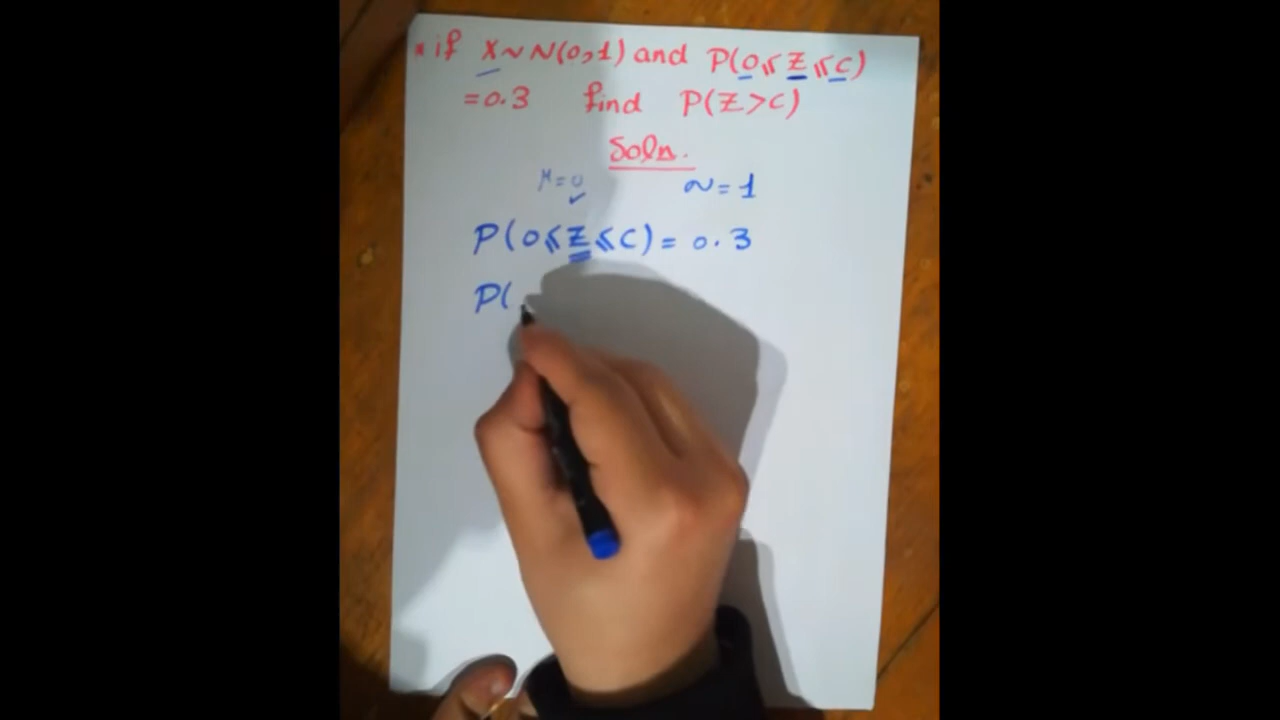 * if X ~ N(0,1) and P(0 ≤ Z ≤ C)
= 0.3 find P(Z > C)
Soln.
μ = 0 ~ = 1
P(0 ≤ Z ≤ C) = 0.3
P(